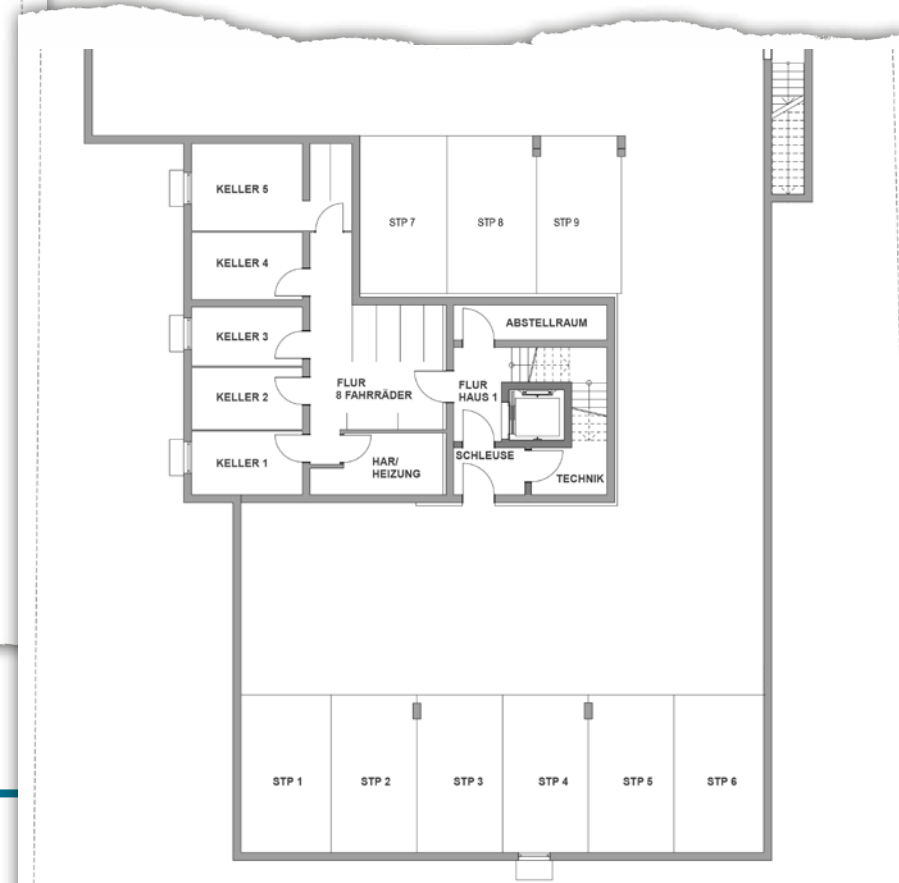 KELLER 5
STP 7
STP 8
STP 9
KELLER 4
ABSTELLRAUM
KELLER 3
FLUR
8 FAHRRÄDER
FLUR
HAUS 1
KELLER 2
SCHLEUSE
KELLER 1
HAR/
HEIZUNG
TECHNIK
STP 1
STP 2
STP 3
STP 4
STP 5
STP 6